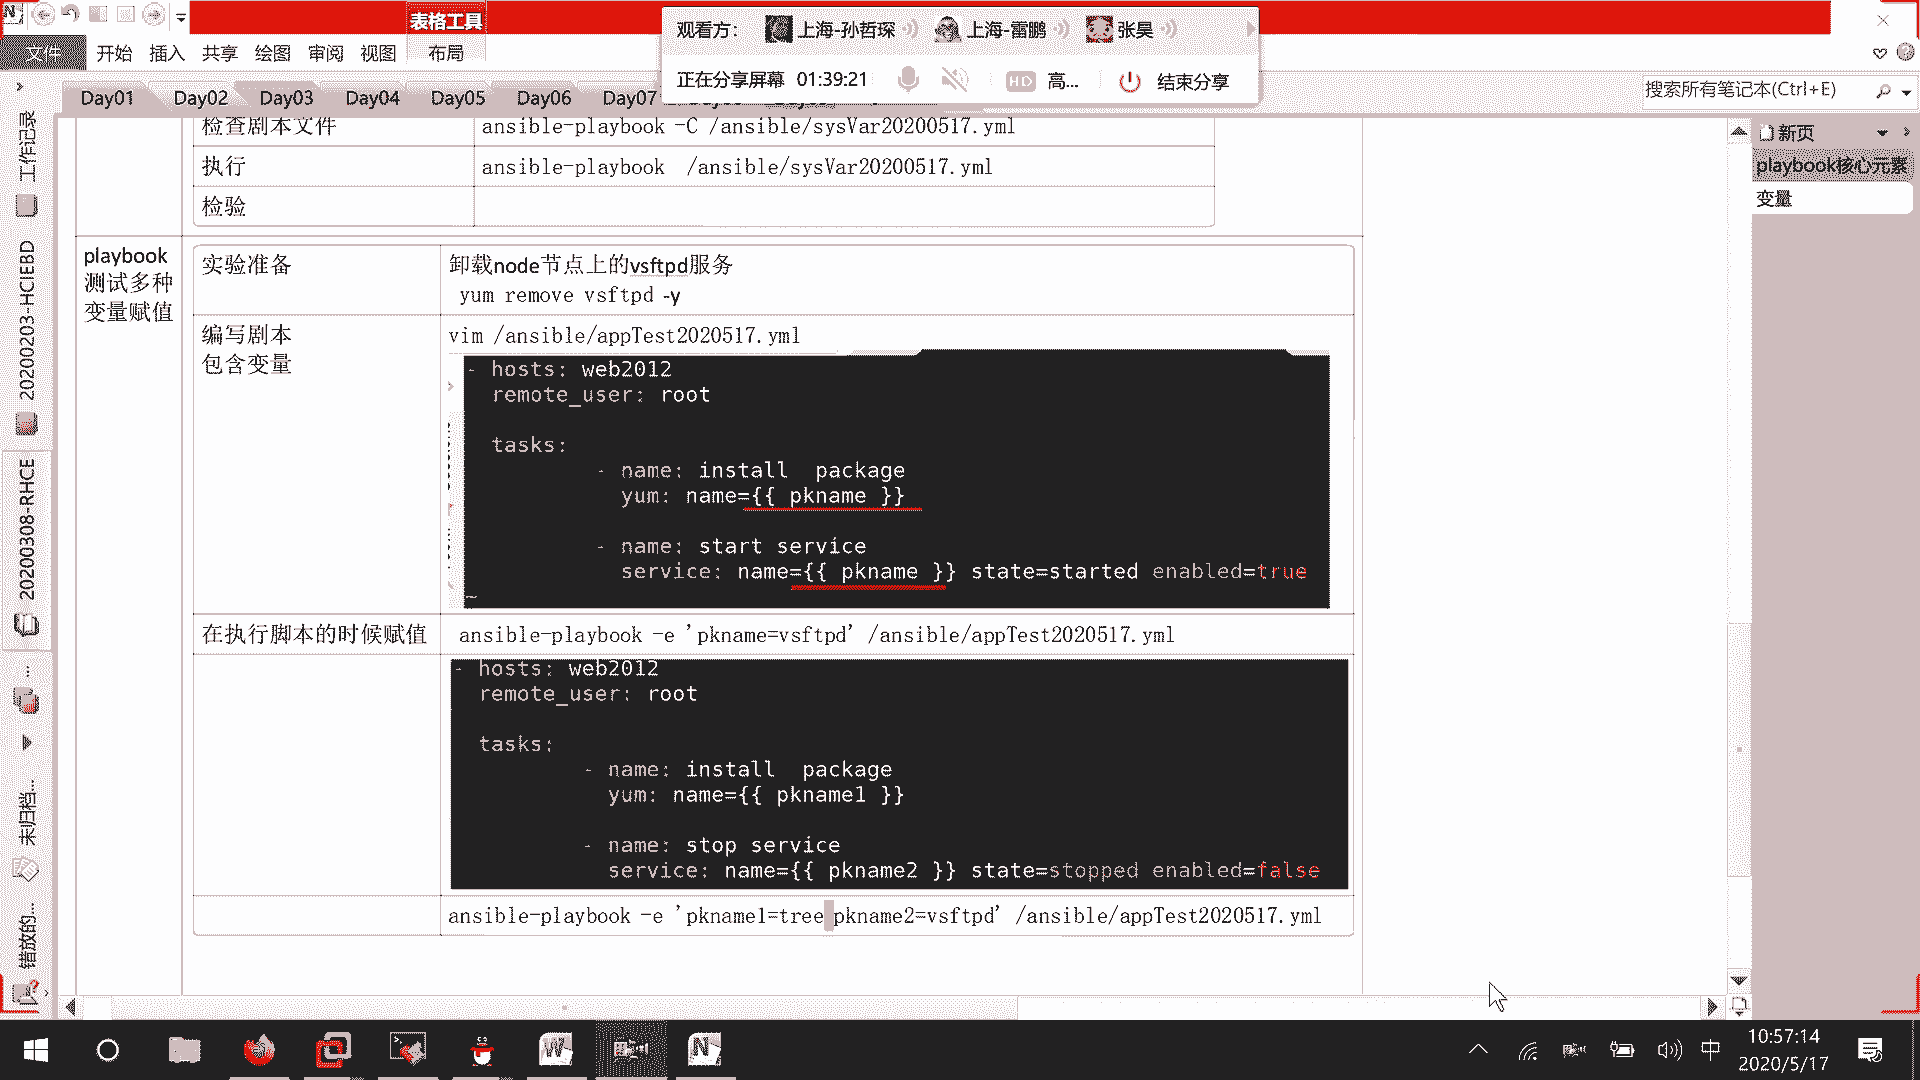 表格工具
观看方： 上海-孙哲琛 上海-雷鹏 张昊
正在分享屏幕 01:39:21 HD 高... 结束分享
文件 开始 插入 共享 绘图 审阅 视图 布局
Day01 Day02 Day03 Day04 Day05 Day06 Day07
搜索所有笔记本(Ctrl+E)
新页
playbook核心元素
变量
工作记录
20200203-HCIEBD
20200308-RHCE
...
未归档...
错放的...
检查剧本文件 ansible-playbook -C /ansible/sysVar20200517.yml
执行 ansible-playbook /ansible/sysVar20200517.yml
检验
playbook
测试多种
变量赋值
实验准备 卸载node节点上的vsftpd服务
yum remove vsftpd -y
编写剧本
包含变量
vim /ansible/appTest2020517.yml
- hosts: web2012
remote_user: root
tasks:
- name: install  package
yum: name={{ pkname }}
- name: start service
service: name={{ pkname }} state=started enabled=true
~
在执行脚本的时候赋值 ansible-playbook -e 'pkname=vsftpd' /ansible/appTest2020517.yml
- hosts: web2012
remote_user: root
tasks:
- name: install  package
yum: name={{ pkname1 }}
- name: stop service
service: name={{ pkname2 }} state=stopped enabled=false
ansible-playbook -e 'pkname1=tree pkname2=vsftpd' /ansible/appTest2020517.yml
中
10:57:14
2020/5/17